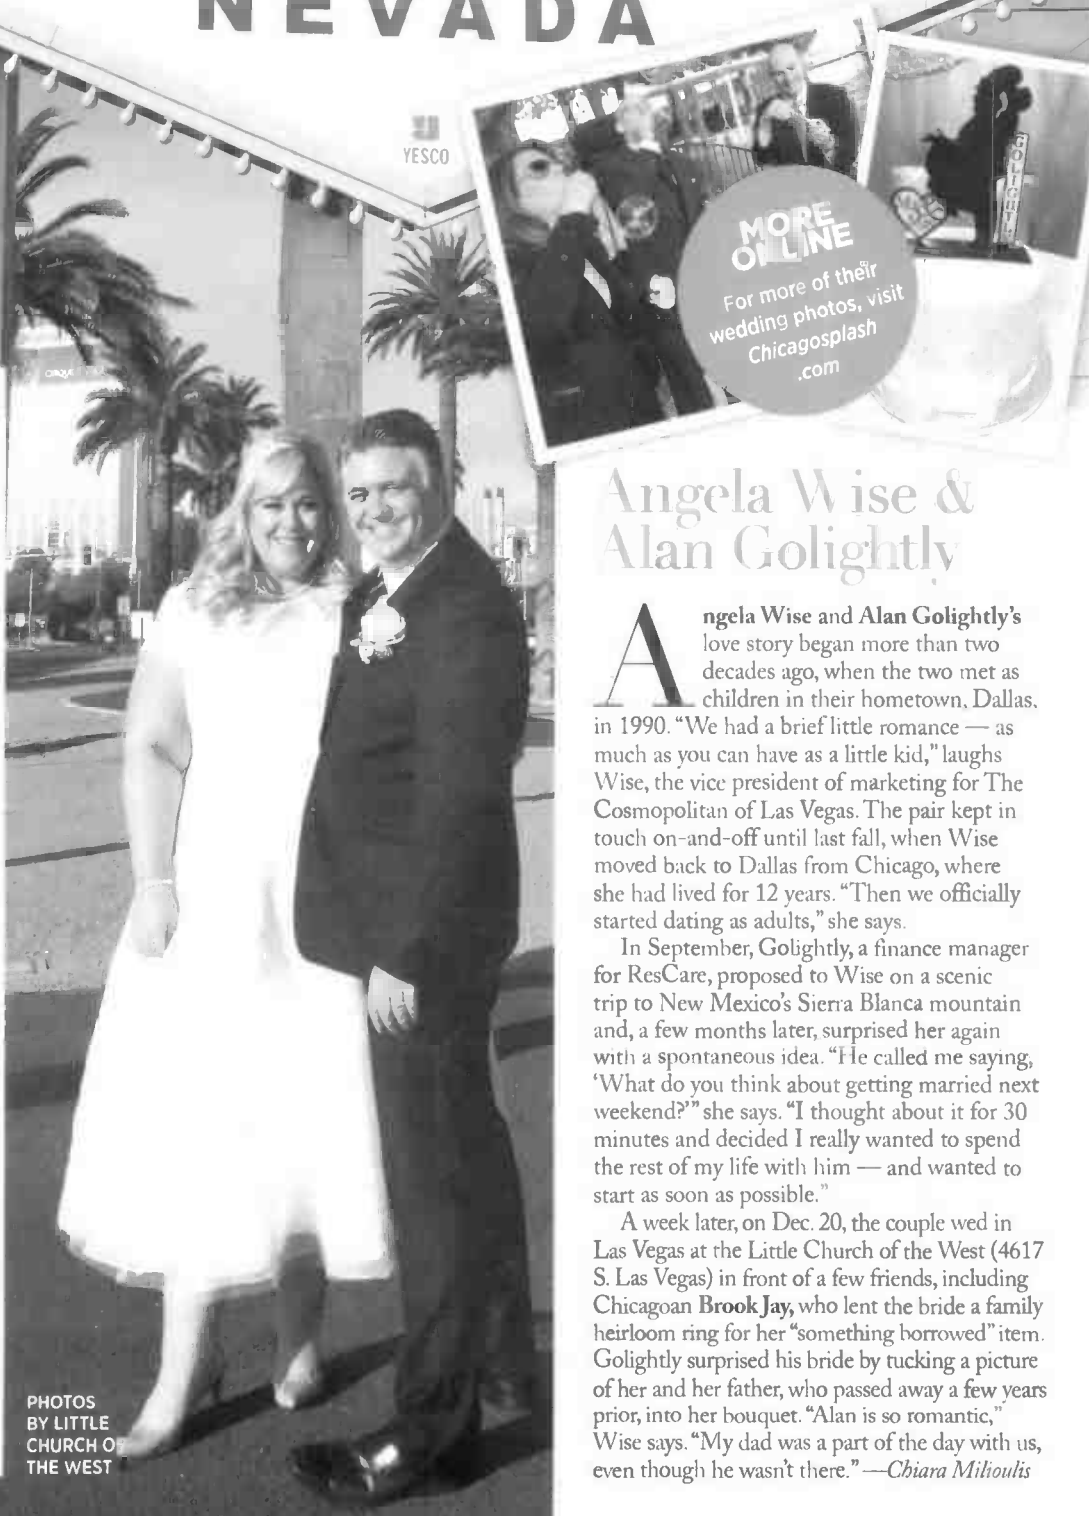 NEVADA
YESCO
GOLIGHT
MORE
ONLINE
For more of their
wedding photos, visit
Chicagosplash
.com
Angela Wise &
Alan Golightly
Angela Wise and Alan Golightly's
love story began more than two
decades ago, when the two met as
children in their hometown, Dallas,
in 1990. “We had a brief little romance — as
much as you can have as a little kid,” laughs
Wise, the vice president of marketing for The
Cosmopolitan of Las Vegas. The pair kept in
touch on-and-off until last fall, when Wise
moved back to Dallas from Chicago, where
she had lived for 12 years. “Then we officially
started dating as adults,” she says.
In September, Golightly, a finance manager
for ResCare, proposed to Wise on a scenic
trip to New Mexico's Sierra Blanca mountain
and, a few months later, surprised her again
with a spontaneous idea. “He called me saying,
‘What do you think about getting married next
weekend?’” she says. “I thought about it for 30
minutes and decided I really wanted to spend
the rest of my life with him — and wanted to
start as soon as possible.”
A week later, on Dec. 20, the couple wed in
Las Vegas at the Little Church of the West (4617
S. Las Vegas) in front of a few friends, including
Chicagoan Brook Jay, who lent the bride a family
heirloom ring for her “something borrowed” item.
Golightly surprised his bride by tucking a picture
of her and her father, who passed away a few years
prior, into her bouquet. “Alan is so romantic,”
Wise says. “My dad was a part of the day with us,
even though he wasn't there.” —Chiara Milioulis
PHOTOS
BY LITTLE
CHURCH OF
THE WEST